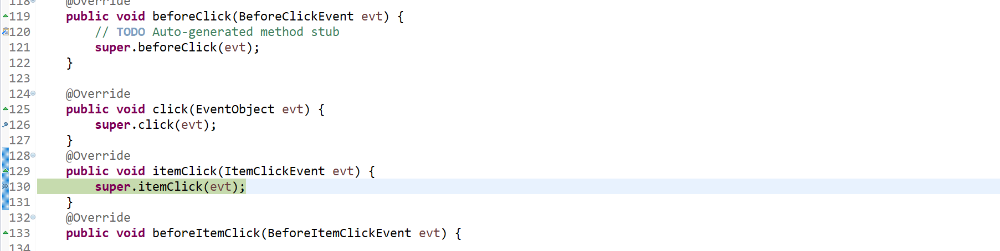 118 @Override
119 public void beforeClick(BeforeClickEvent evt) {
120 // TODO Auto-generated method stub
121 super.beforeClick(evt);
122 }
123
124 @Override
125 public void click(EventObject evt) {
126 super.click(evt);
127 }
128 @Override
129 public void itemClick(ItemClickEvent evt) {
130 super.itemClick(evt);
131 }
132 @Override
133 public void beforeItemClick(BeforeItemClickEvent evt) {
134